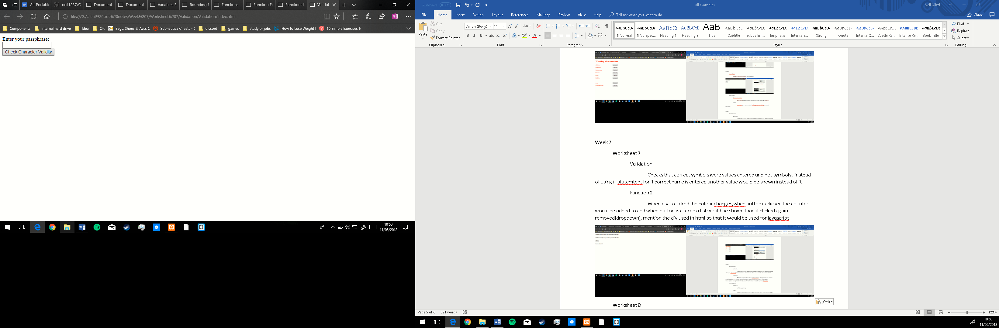 Git Portable
neil1237/C
Document
Document
Variables E
Rounding
Functions
Function E
Functions E
Validat
file:///G:/client%20side%20notes/Week%207/Worksheet%207/Validation/Validation/index.html
Components
Internal hard drive
Idea
OK
DH
Bags, Shoes & Accs C
Subnautica Cheats - (
discord
games
study or jobs
How to Lose Weight
16 Simple Exercises T
Enter your passphrase:
Check Character Validity
10:50
11/05/2018
AutoSave Off
all examples
Neil Mizzi
File
Home
Insert
Design
Layout
References
Mailings
Review
View
Help
Tell me what you want to do
Share
Paste
Cut
Copy
Format Painter
Clipboard
Calibri (Body)
11
Font
Paragraph
AaBbCcDc
¶ Normal
AaBbCcDc
¶ No Spac...
AaBbCc
Heading 1
AaBbCcE
Heading 2
AaB
Title
AaBbCcD
Subtitle
AaBbCcDc
Subtle Em...
AaBbCcDc
Emphasis
AaBbCcDc
Intense E...
AaBbCcDc
Strong
AaBbCcDc
Quote
AaBbCcDc
Intense Q...
AABBCCDE
Subtle Ref...
AABBCCDE
Intense Re...
AaBbCcDc
Book Title
Styles
Find
Replace
Select
Editing
Working with numbers
Week 7
Worksheet 7
Validation
Checks that correct symbols were values entered and not symbols , instead
of using if statemtent for if correct name is entered another value would be shown instead of it
Function 2
When div is clicked the colour changes,when button is clicked the counter
would be added to and when button is clicked a list would be shown than if clicked again
removed(dropdown), mention the div used in html so that it would be used for javascript
(Ctrl)
Worksheet 8
Page 5 of 6
321 words
120%
10:50
11/05/2018